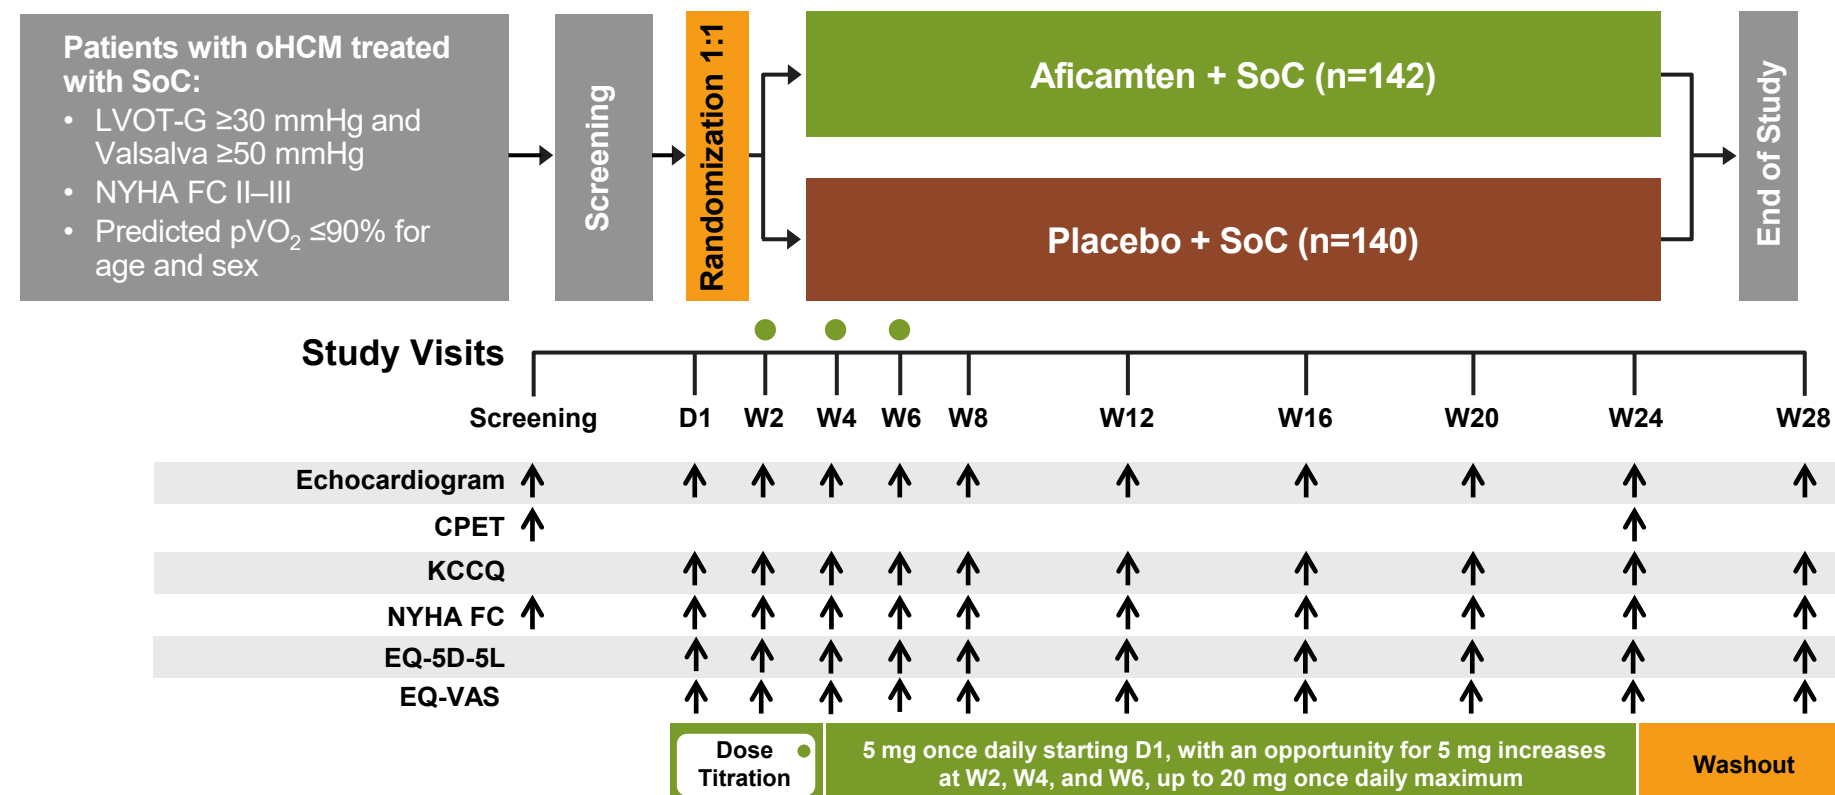 Patients with oHCM treated
with SoC:
• LVOT-G ≥30 mmHg and
Valsalva ≥50 mmHg
• NYHA FC II–III
• Predicted pVO₂ ≤90% for
age and sex
Screening
Randomization 1:1
Aficamten + SoC (n=142)
Placebo + SoC (n=140)
End of Study
Study Visits
Screening D1 W2 W4 W6 W8 W12 W16 W20 W24 W28
Echocardiogram
CPET
KCCQ
NYHA FC
EQ-5D-5L
EQ-VAS
Dose
Titration
5 mg once daily starting D1, with an opportunity for 5 mg increases
at W2, W4, and W6, up to 20 mg once daily maximum
Washout